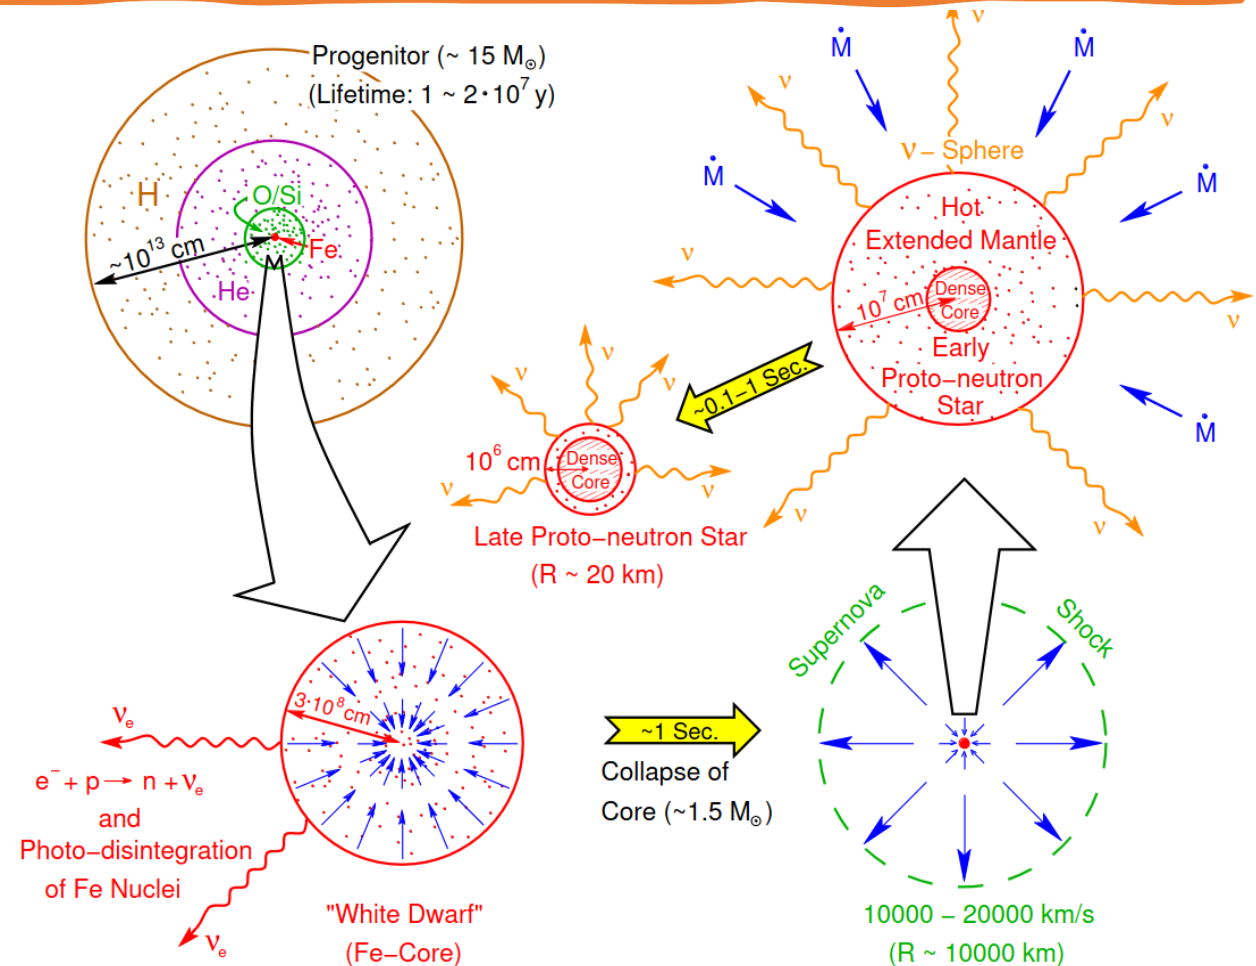 Progenitor (~ 15 M⊙)
(Lifetime: 1 ~ 2·10⁷ y)
H
O/Si
Fe
~10¹³ cm
He
ν
Ṁ
Ṁ
ν
ν
ν – Sphere
Ṁ
Ṁ
Hot
Extended Mantle
ν
10⁷ cm
Dense
Core
ν
Early
Proto–neutron
Star
Ṁ
ν
ν
~0.1–1 Sec.
ν
ν
ν
10⁶ cm
Dense
Core
ν
ν
Late Proto–neutron Star
(R ~ 20 km)
3·10⁸ cm
νₑ
e⁻ + p → n + νₑ
and
Photo–disintegration
of Fe Nuclei
νₑ
"White Dwarf"
(Fe–Core)
~1 Sec.
Collapse of
Core (~1.5 M⊙)
Supernova
Shock
10000 – 20000 km/s
(R ~ 10000 km)